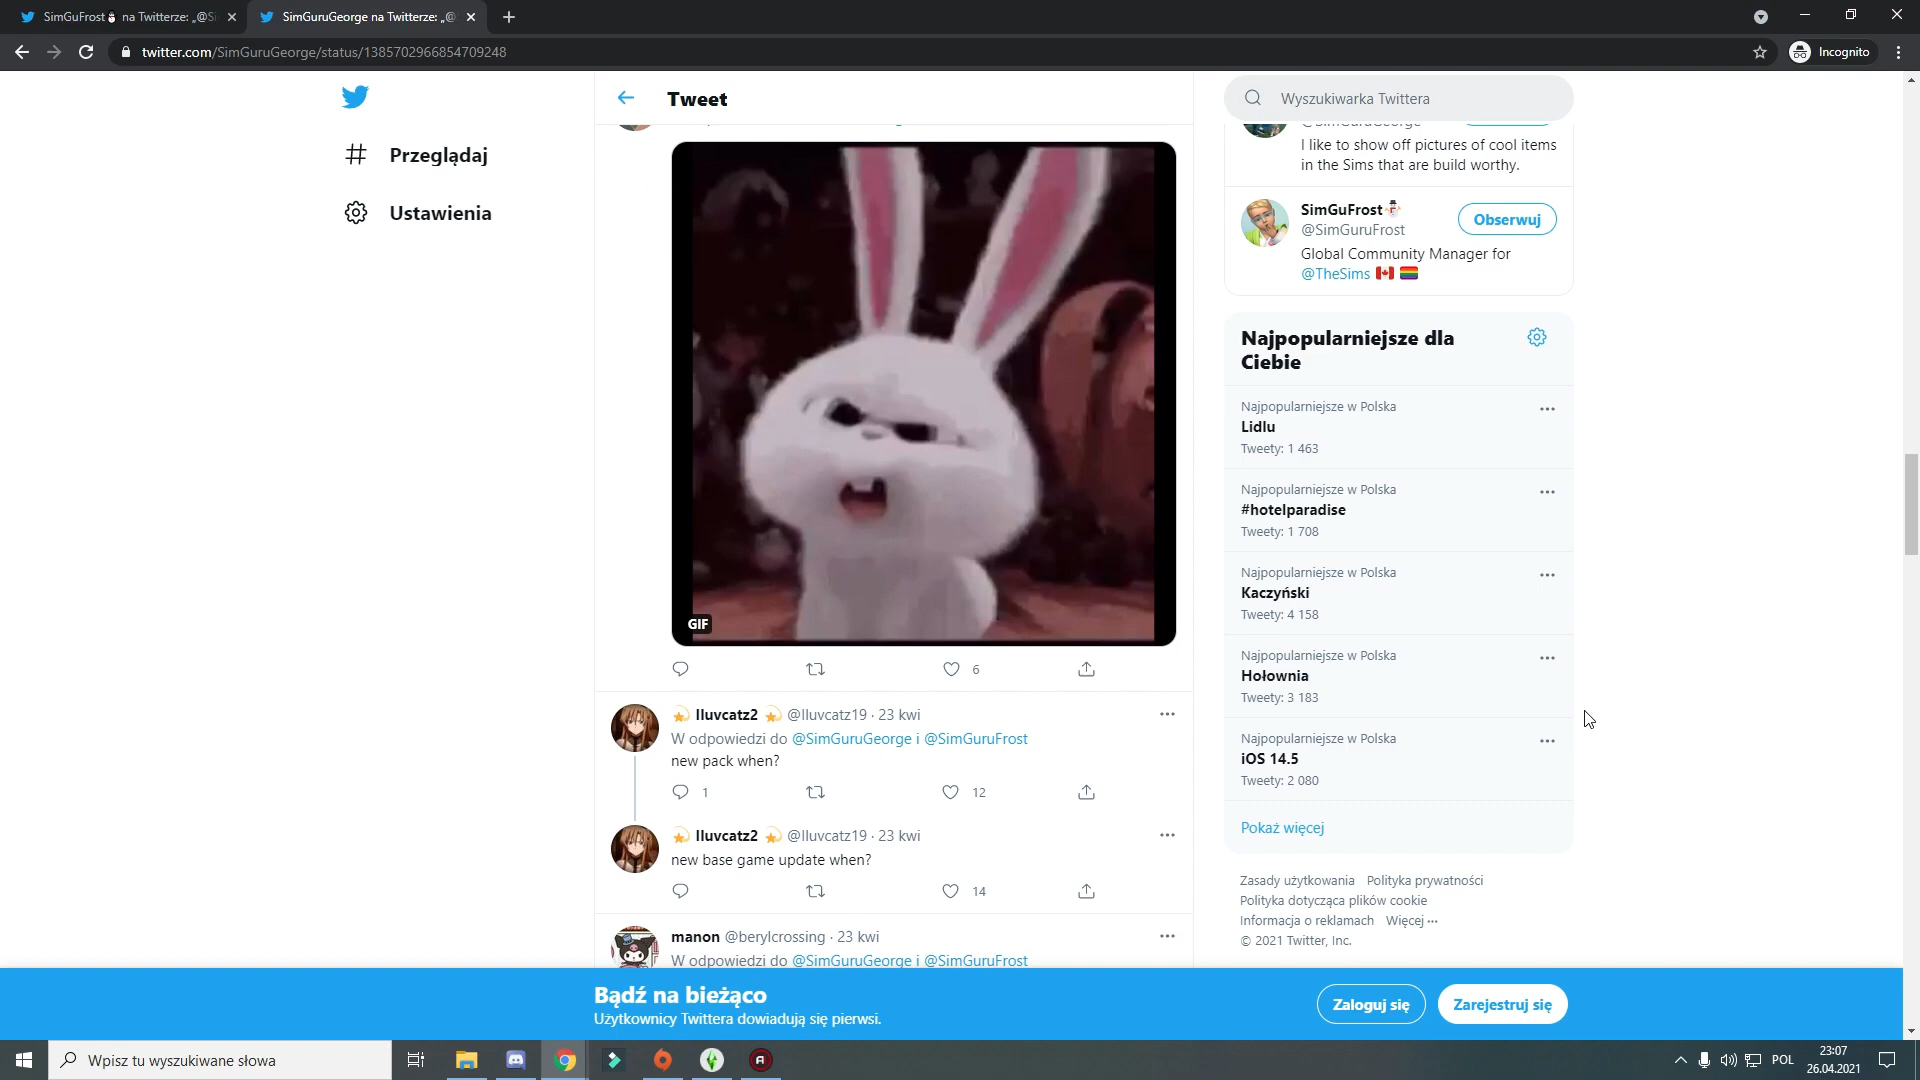 SimGuFrost na Twitterze: „@Si
SimGuruGeorge na Twitterze: „@
twitter.com/SimGuruGeorge/status/1385702966854709248
Incognito
Przeglądaj
Ustawienia
Tweet
GIF
6
Iluvcatz2 @Iluvcatz19 · 23 kwi
W odpowiedzi do @SimGuruGeorge i @SimGuruFrost
new pack when?
1
12
Iluvcatz2 @Iluvcatz19 · 23 kwi
new base game update when?
14
manon @berylcrossing · 23 kwi
W odpowiedzi do @SimGuruGeorge i @SimGuruFrost
Wyszukiwarka Twittera
@SimGuruGeorge
I like to show off pictures of cool items
in the Sims that are build worthy.
SimGuFrost
Obserwuj
@SimGuruFrost
Global Community Manager for
@TheSims
Najpopularniejsze dla
Ciebie
Najpopularniejsze w Polska
Lidlu
Tweety: 1 463
Najpopularniejsze w Polska
#hotelparadise
Tweety: 1 708
Najpopularniejsze w Polska
Kaczyński
Tweety: 4 158
Najpopularniejsze w Polska
Hołownia
Tweety: 3 183
Najpopularniejsze w Polska
iOS 14.5
Tweety: 2 080
Pokaż więcej
Zasady użytkowania Polityka prywatności
Polityka dotycząca plików cookie
Informacja o reklamach Więcej ···
© 2021 Twitter, Inc.
Bądź na bieżąco
Użytkownicy Twittera dowiadują się pierwsi.
Zaloguj się
Zarejestruj się
Wpisz tu wyszukiwane słowa
POL
23:07
26.04.2021